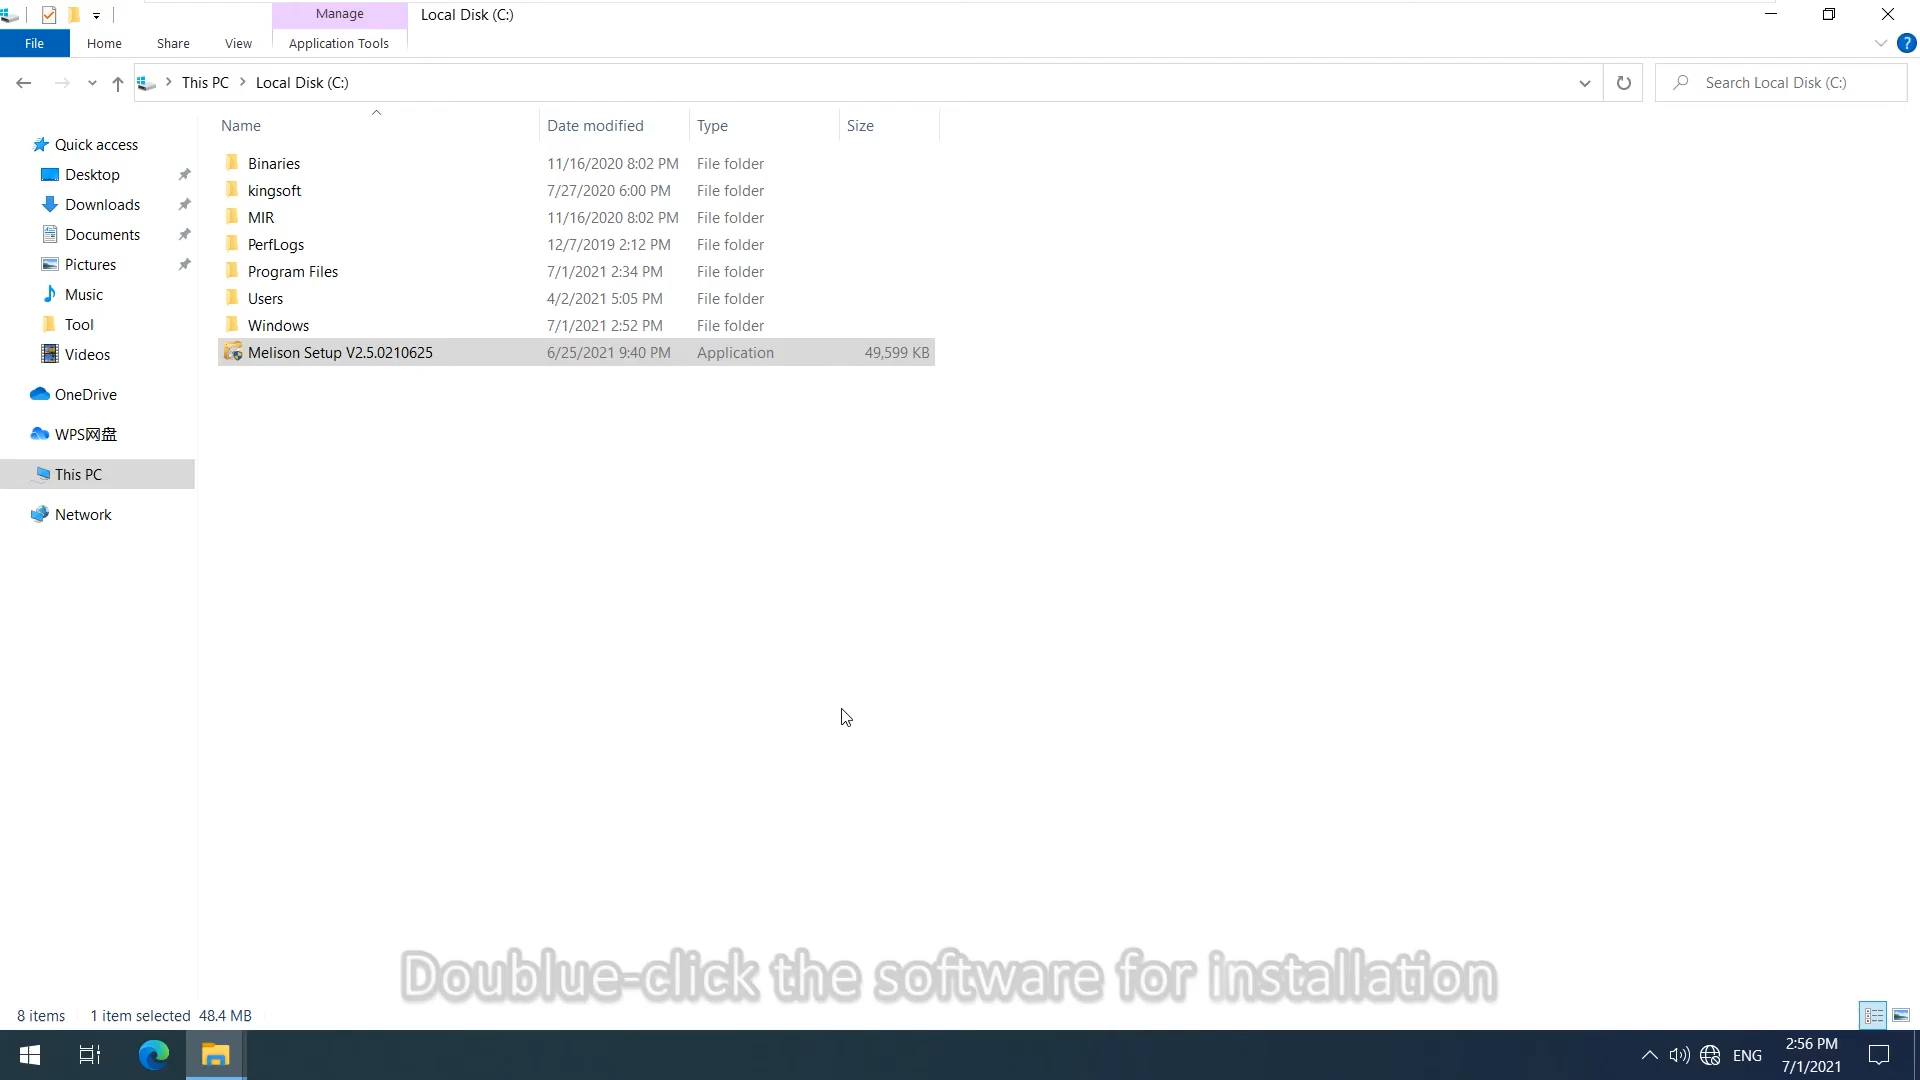 Manage
Local Disk (C:)
File
Home
Share
View
Application Tools
?
This PC
Local Disk (C:)
Search Local Disk (C:)
Name
Date modified
Type
Size
Quick access
Desktop
Downloads
Documents
Pictures
Music
Tool
Videos
OneDrive
WPS网盘
This PC
Network
Binaries 11/16/2020 8:02 PM File folder
kingsoft 7/27/2020 6:00 PM File folder
MIR 11/16/2020 8:02 PM File folder
PerfLogs 12/7/2019 2:12 PM File folder
Program Files 7/1/2021 2:34 PM File folder
Users 4/2/2021 5:05 PM File folder
Windows 7/1/2021 2:52 PM File folder
Melison Setup V2.5.0210625 6/25/2021 9:40 PM Application 49,599 KB
Doublue-click the software for installation
8 items 1 item selected 48.4 MB
ENG
2:56 PM
7/1/2021